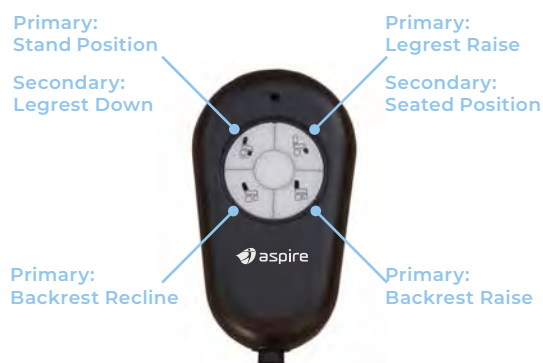 Primary:
Stand Position
Secondary:
Legrest Down
Primary:
Legrest Raise
Secondary:
Seated Position
aspire
Primary:
Backrest Recline
Primary:
Backrest Raise